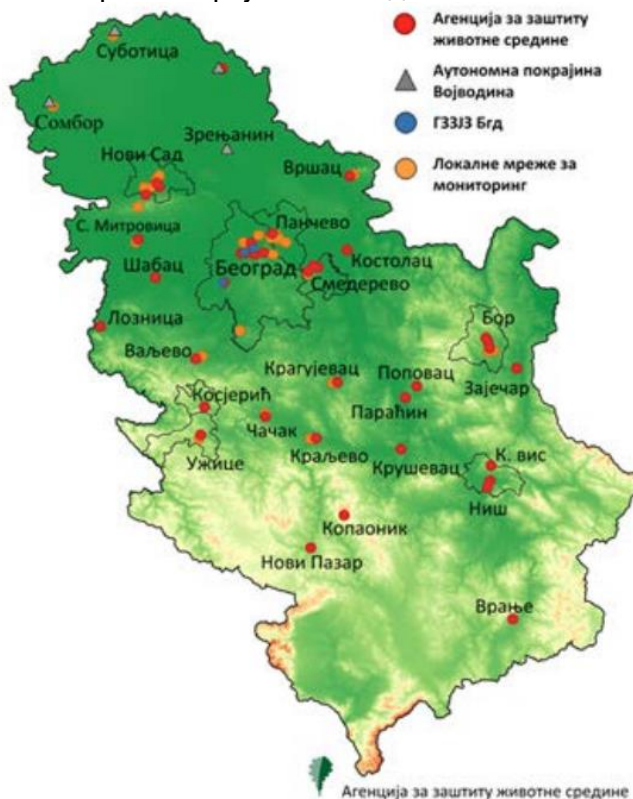 Агенција за заштиту
животне средине
Аутономна покрајина
Војводина
ГЗЗЈЗ Бгд
Локалне мреже за
мониторинг
Суботица
Сомбор
Зрењанин
Нови Сад
Вршац
С. Митровица
Панчево
Београд
Костолац
Шабац
Смедерево
Лозница
Бор
Ваљево
Крагујевац
Поповац
Зајечар
Косјерић
Параћин
Чачак
Ужице
Краљево
Крушевац
К. вис
Ниш
Копаоник
Нови Пазар
Врање
Агенција за заштиту животне средине